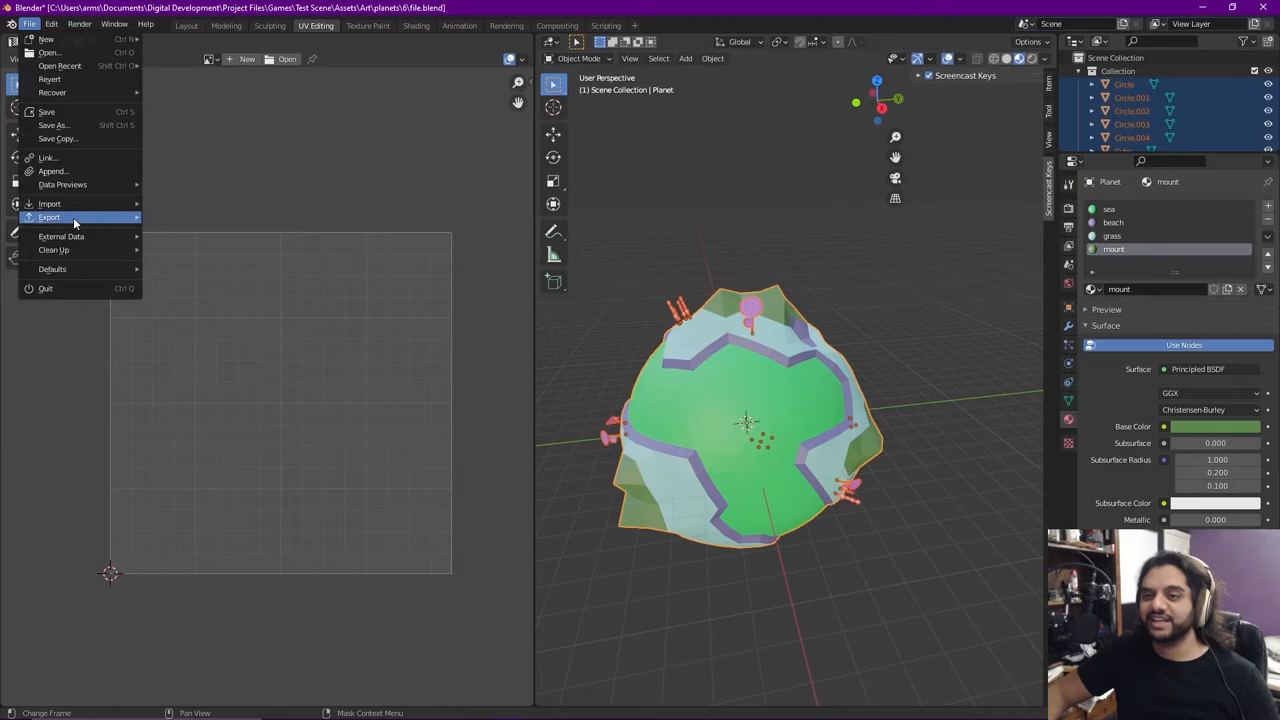 Blender* [C:\Users\arms\Documents\Digital Development\Project Files\Games\Test Scene\Assets\Art\planets\6\file.blend]
File Edit Render Window Help Layout Modeling Sculpting UV Editing Texture Paint Shading Animation Rendering Compositing Scripting Scene View Layer
New Ctrl N
Open... Ctrl O
Open Recent Shift Ctrl O
Revert
Recover
Save Ctrl S
Save As... Shift Ctrl S
Save Copy...
Link...
Append...
Data Previews
Import
Export
External Data
Clean Up
Defaults
Quit Ctrl Q
New Open
Global Options
Object Mode View Select Add Object
User Perspective
(1) Scene Collection | Planet
Screencast Keys
X
Y
Z
Item
Tool
View
Screencast Keys
Scene Collection
Collection
Circle
Circle.001
Circle.002
Circle.003
Circle.004
Planet mount
sea
beach
grass
mount
mount
Preview
Surface
Use Nodes
Surface Principled BSDF
GGX
Christensen-Burley
Base Color
Subsurface 0.000
Subsurface Radius 1.000
0.200
0.100
Subsurface Color
Metallic 0.000
Change Frame Pan View Mask Context Menu